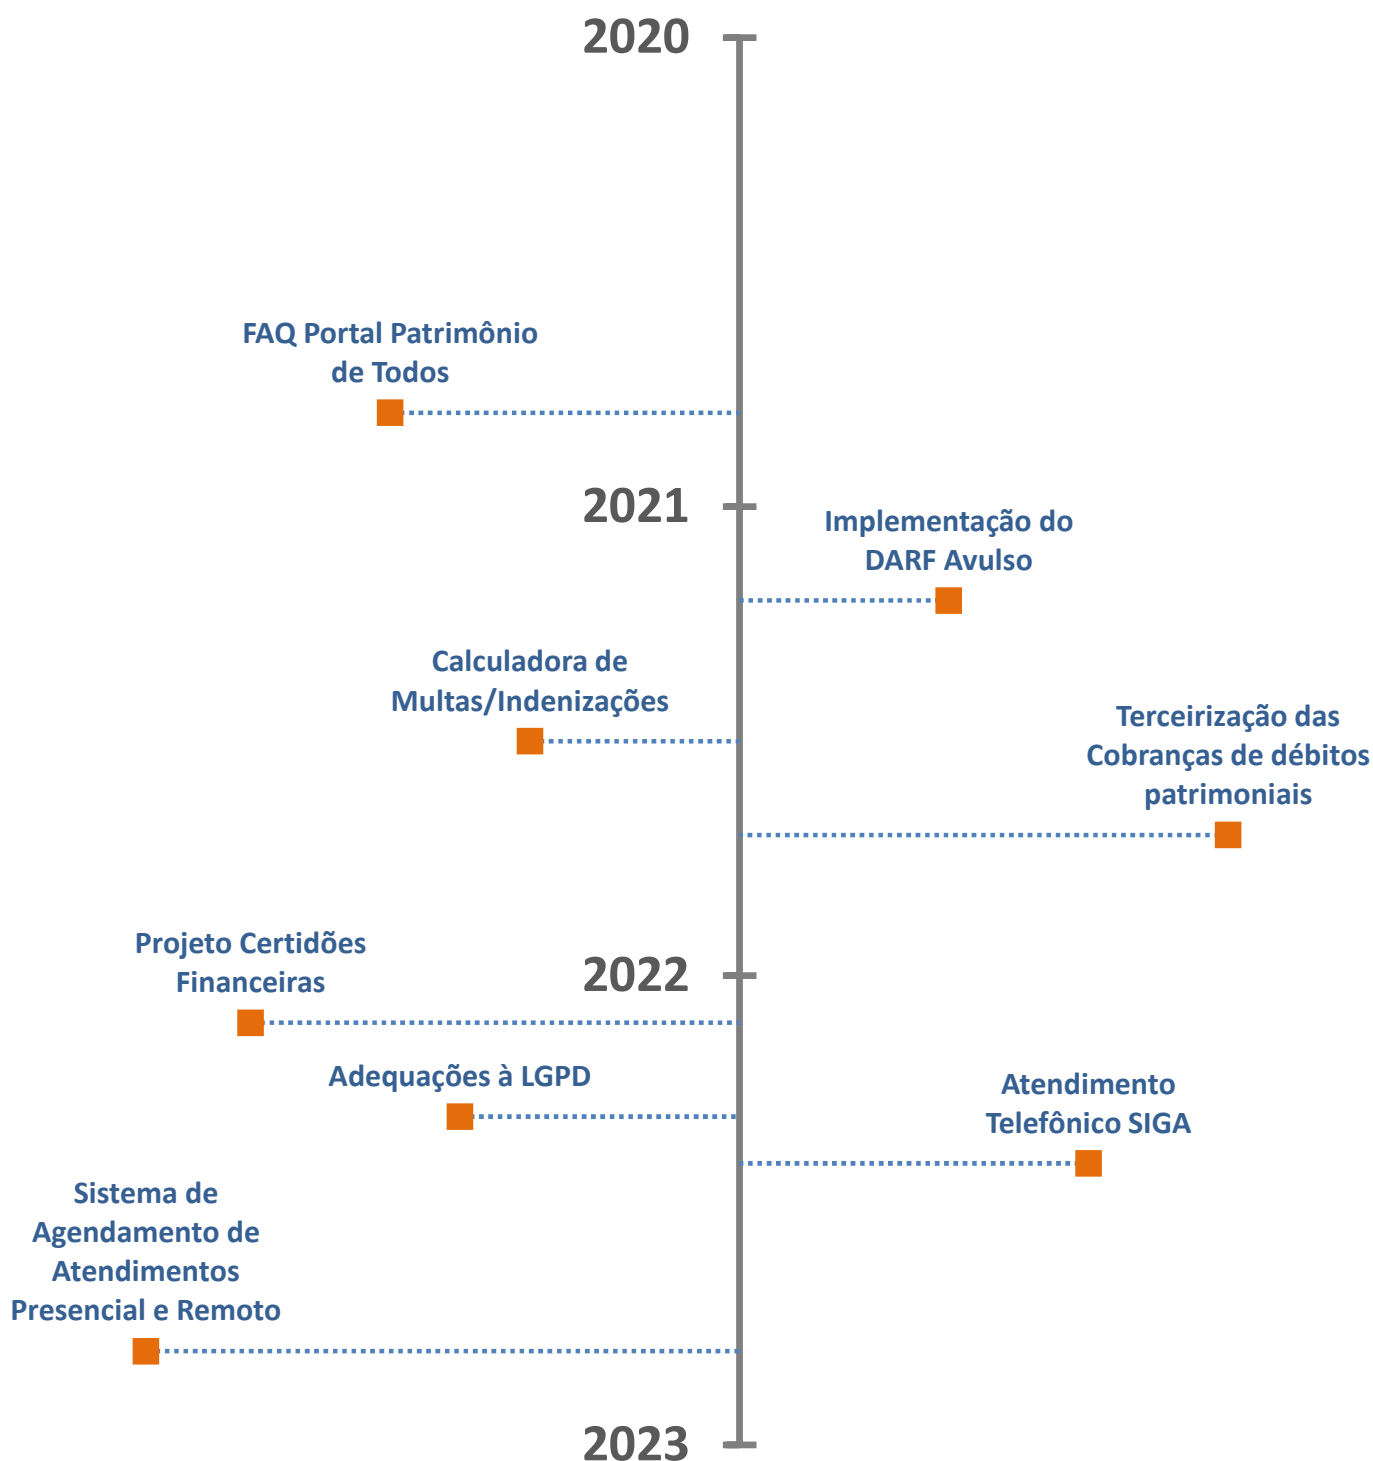 2020
FAQ Portal Patrimônio
de Todos
2021
Implementação do
DARF Avulso
Calculadora de
Multas/Indenizações
Terceirização das
Cobranças de débitos
patrimoniais
Projeto Certidões
Financeiras
2022
Adequações à LGPD
Atendimento
Telefônico SIGA
Sistema de
Agendamento de
Atendimentos
Presencial e Remoto
2023